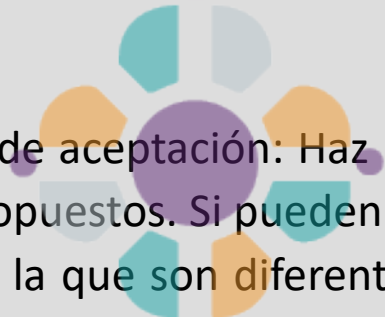 de aceptación: Haz
opuestos. Si pueden
la que son diferent